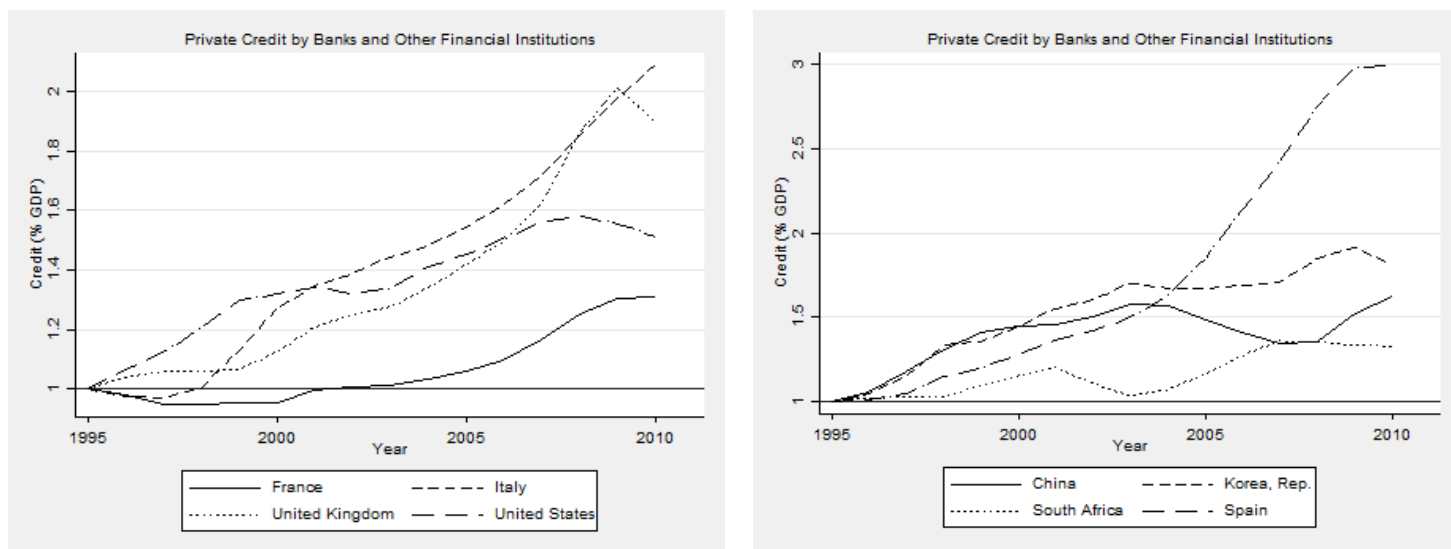 Private Credit by Banks and Other Financial Institutions
Credit (% GDP)
2
1.8
1.6
1.4
1.2
1
1995 2000 2005 2010
Year
France Italy
United Kingdom United States
Private Credit by Banks and Other Financial Institutions
Credit (% GDP)
3
2.5
2
1.5
1
1995 2000 2005 2010
Year
China Korea, Rep.
South Africa Spain